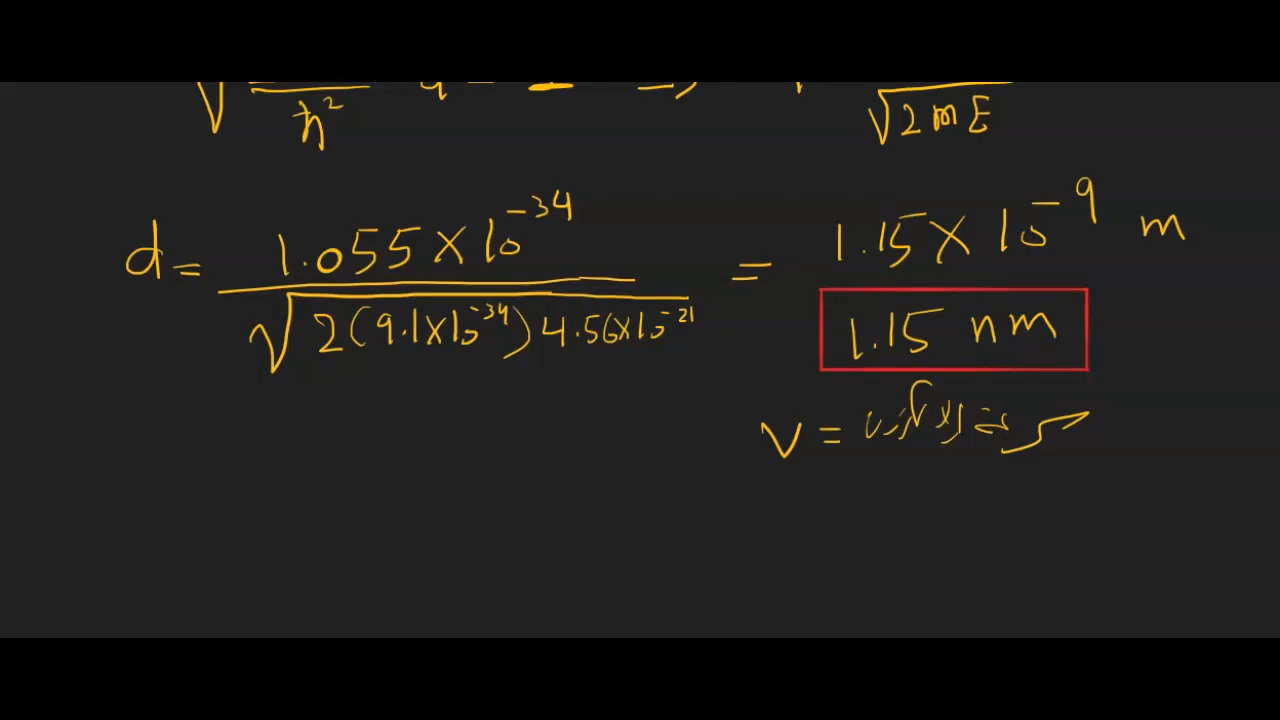 ħ²
√2mE
d = 1.055 × 10⁻³⁴ / √2(9.1×10⁻³⁴) 4.56×10⁻²¹ = 1.15 × 10⁻⁹ m
1.15 nm
v =